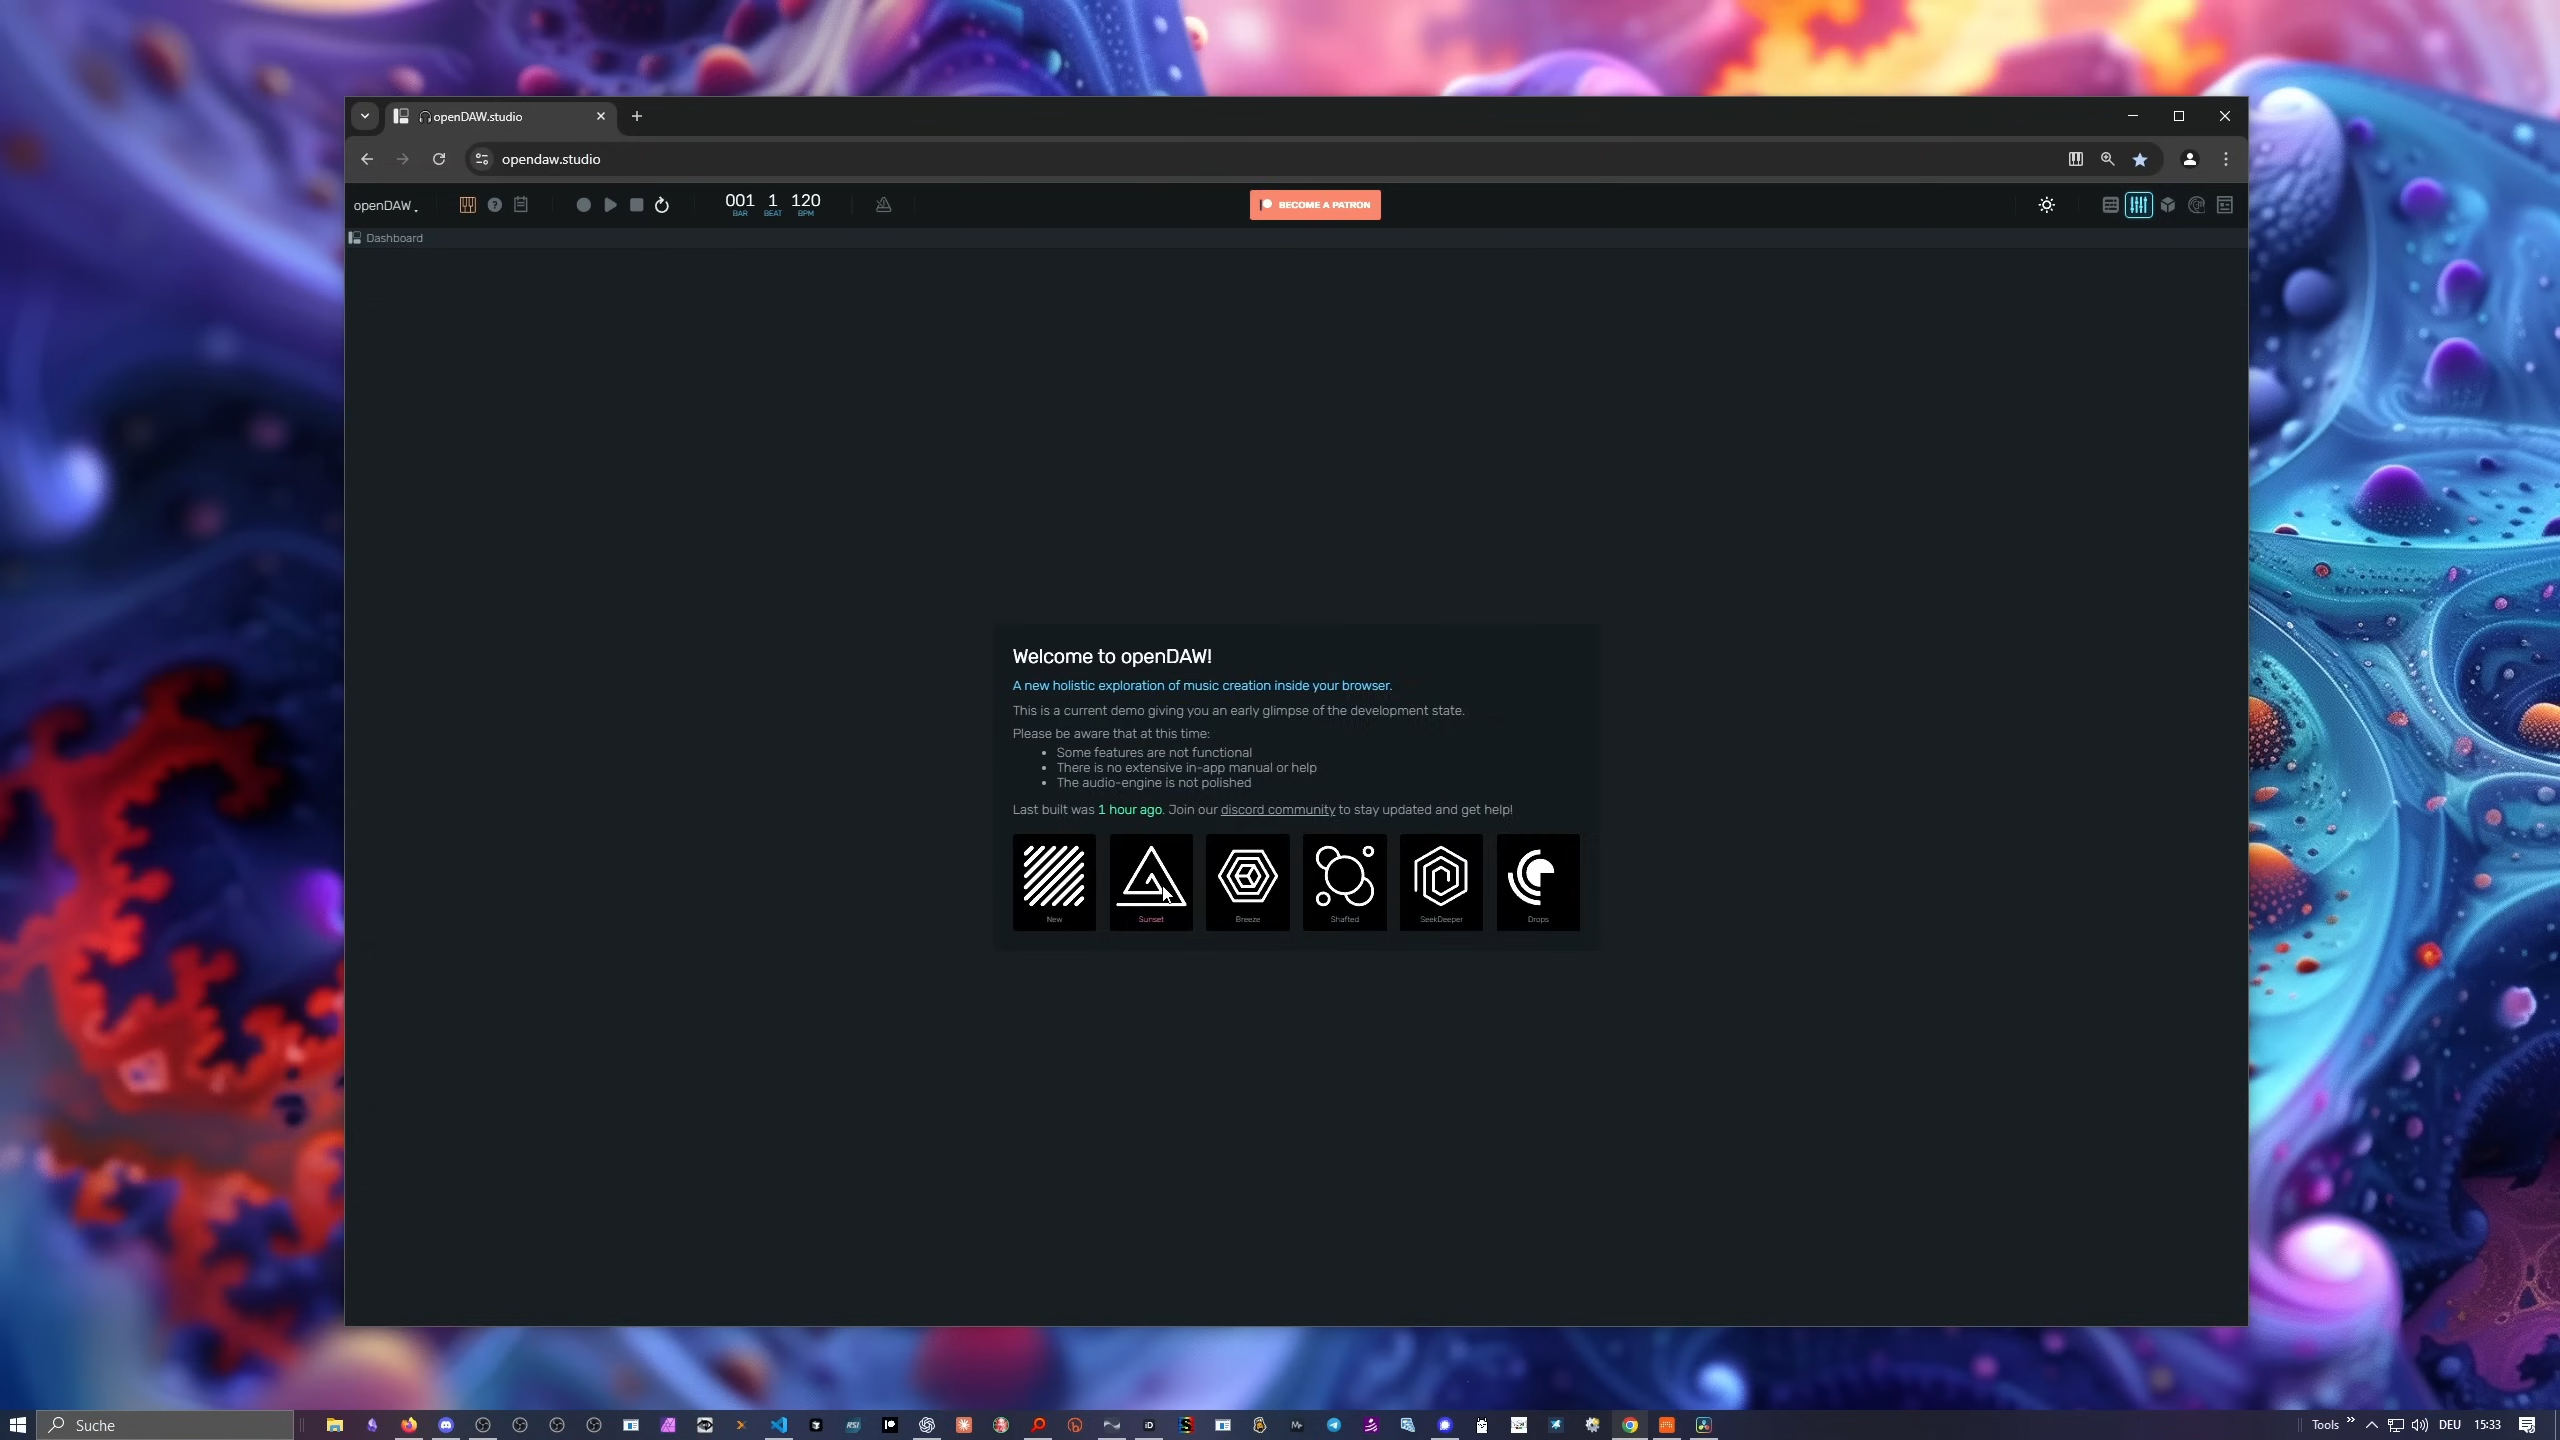 openDAW.studio
opendaw.studio
openDAW
001 1 120
BAR BEAT BPM
BECOME A PATRON
Dashboard
Welcome to openDAW!
A new holistic exploration of music creation inside your browser.
This is a current demo giving you an early glimpse of the development state.
Please be aware that at this time:
Some features are not functional
There is no extensive in-app manual or help
The audio-engine is not polished
Last built was 1 hour ago. Join our discord community to stay updated and get help!
New Sunset Breeze Shafted SeekDeeper Drops
Suche
RSI
iD
Tools
DEU 15:33